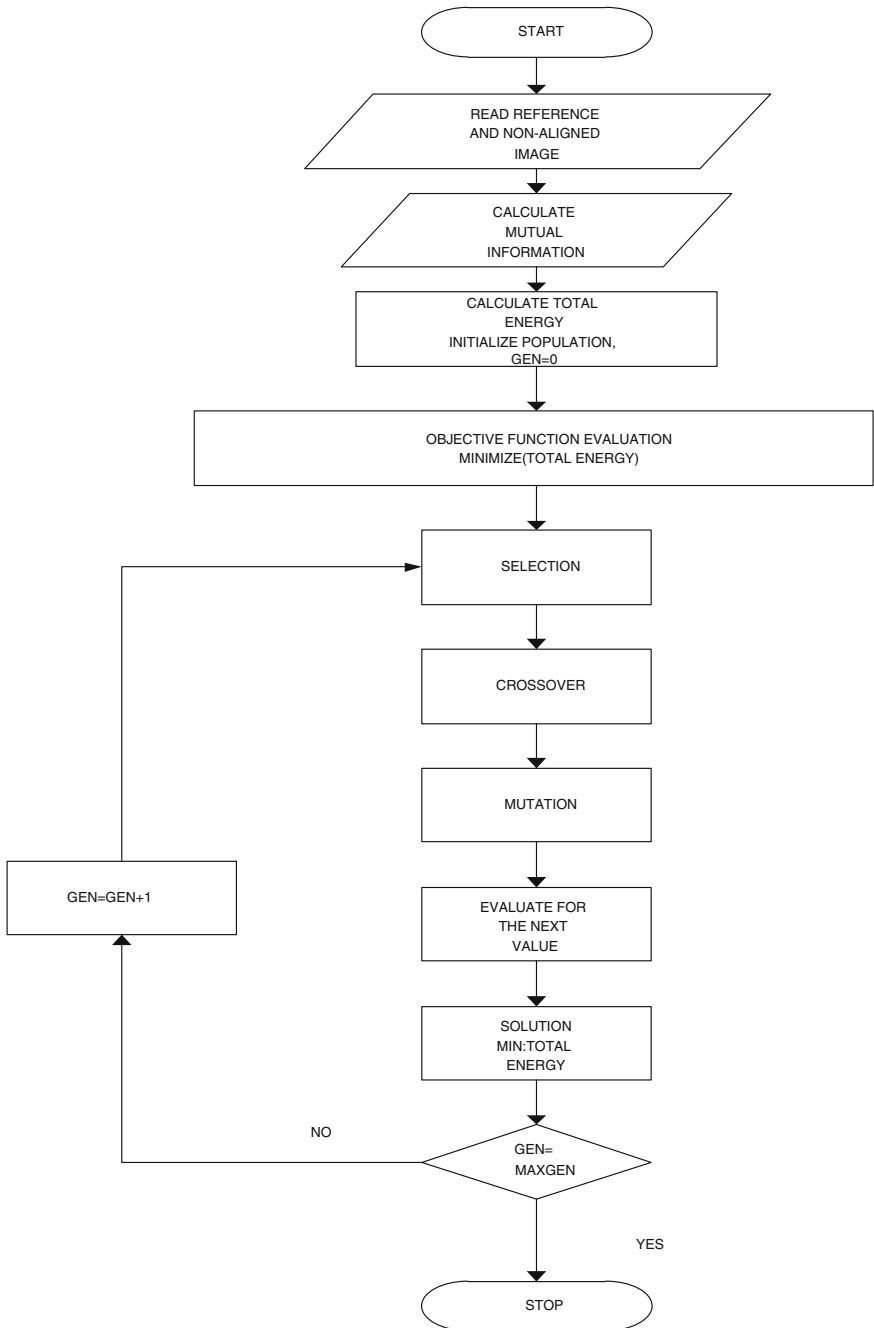 START
READ REFERENCE
AND NON-ALIGNED
IMAGE
CALCULATE
MUTUAL
INFORMATION
CALCULATE TOTAL
ENERGY
INITIALIZE POPULATION,
GEN=0
OBJECTIVE FUNCTION EVALUATION
MINIMIZE(TOTAL ENERGY)
SELECTION
CROSSOVER
MUTATION
GEN=GEN+1
EVALUATE FOR
THE NEXT
VALUE
SOLUTION
MIN:TOTAL
ENERGY
NO
GEN=
MAXGEN
YES
STOP